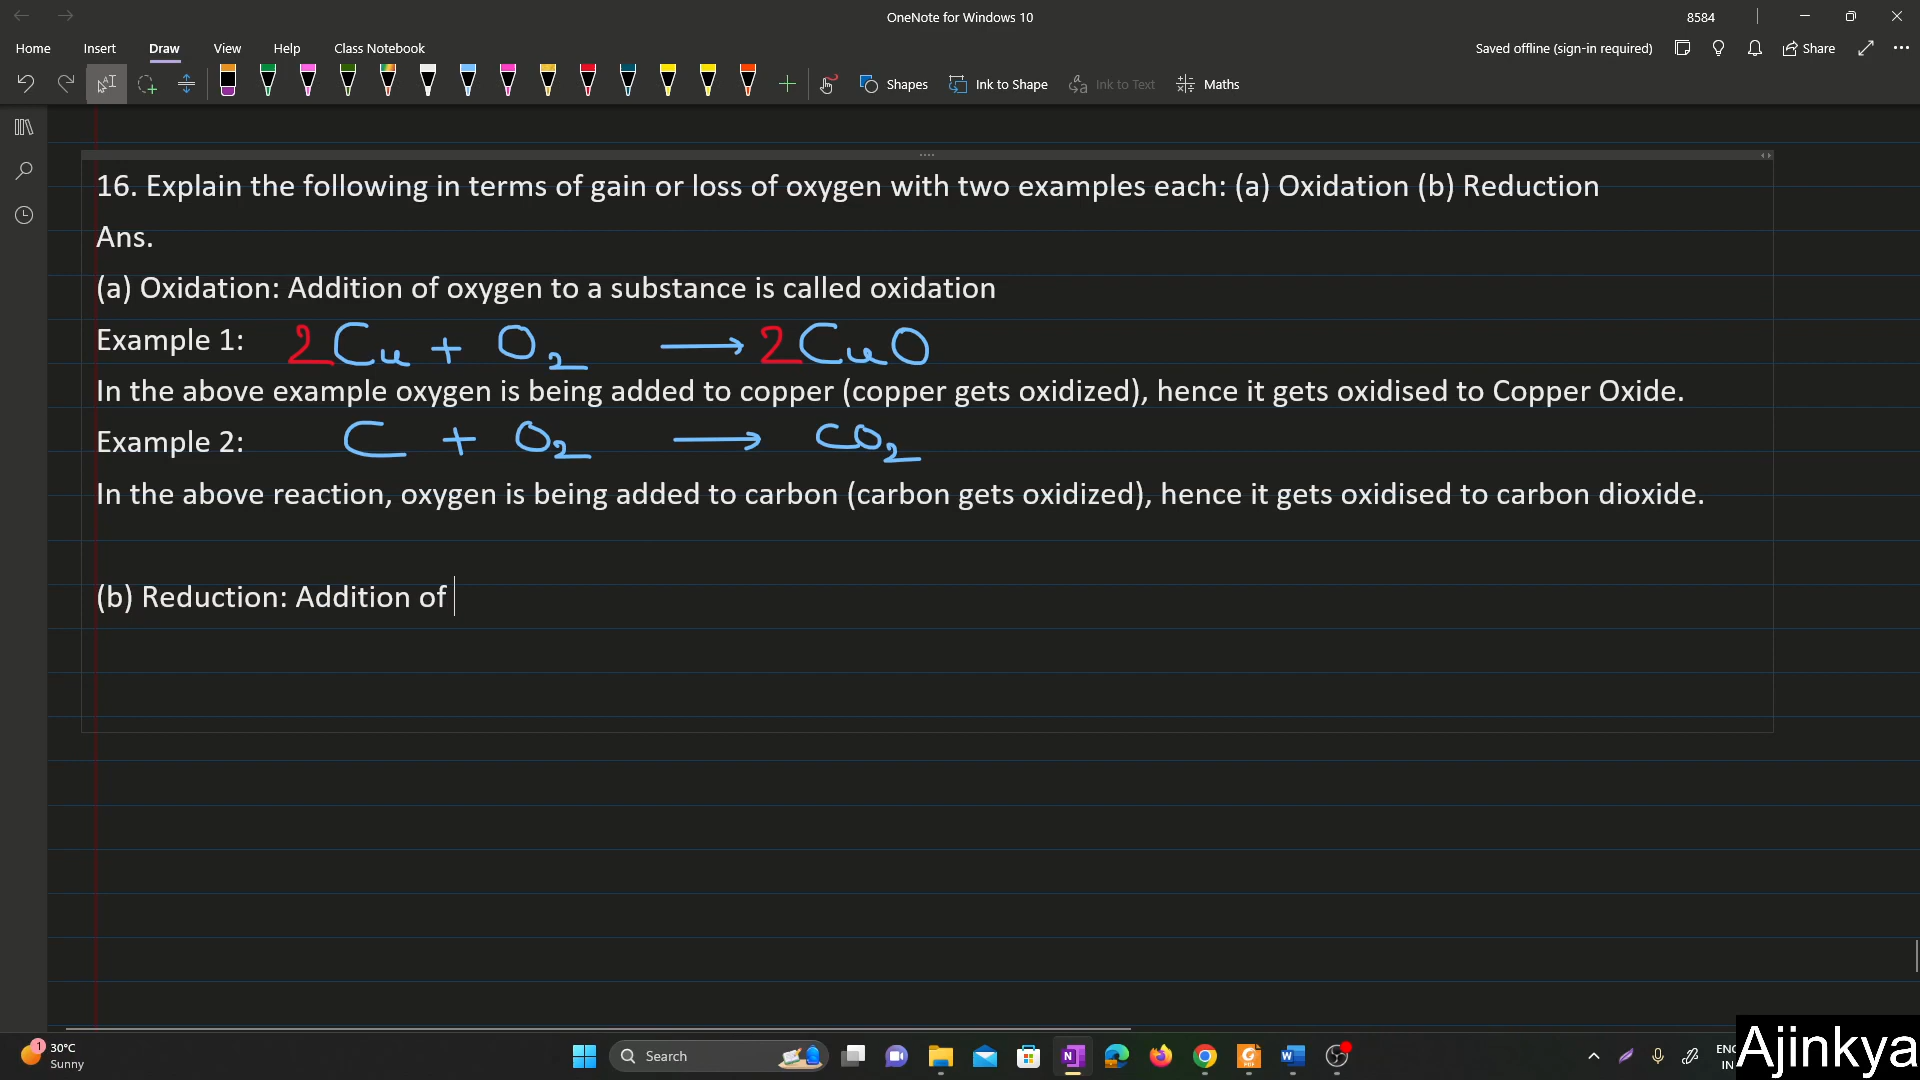 OneNote for Windows 10
8584
Home Insert Draw View Help Class Notebook
Saved offline (sign-in required)
Share
Shapes
Ink to Shape
Ink to Text
Maths
16. Explain the following in terms of gain or loss of oxygen with two examples each: (a) Oxidation (b) Reduction
Ans.
(a) Oxidation: Addition of oxygen to a substance is called oxidation
Example 1: 2Cu + O₂ → 2CuO
In the above example oxygen is being added to copper (copper gets oxidized), hence it gets oxidised to Copper Oxide.
Example 2: C + O₂ → CO₂
In the above reaction, oxygen is being added to carbon (carbon gets oxidized), hence it gets oxidised to carbon dioxide.
(b) Reduction: Addition of
1
30°C
Sunny
Search
IN
Ajinkya